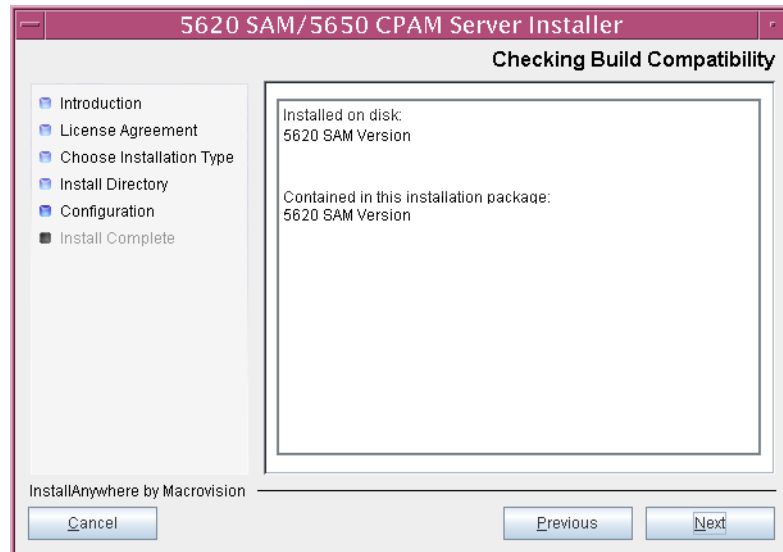 5620 SAM/5650 CPAM Server Installer
Checking Build Compatibility
Introduction
License Agreement
Choose Installation Type
Install Directory
Configuration
Install Complete
Installed on disk:
5620 SAM Version
Contained in this installation package:
5620 SAM Version
InstallAnywhere by Macrovision
Cancel
Previous
Next